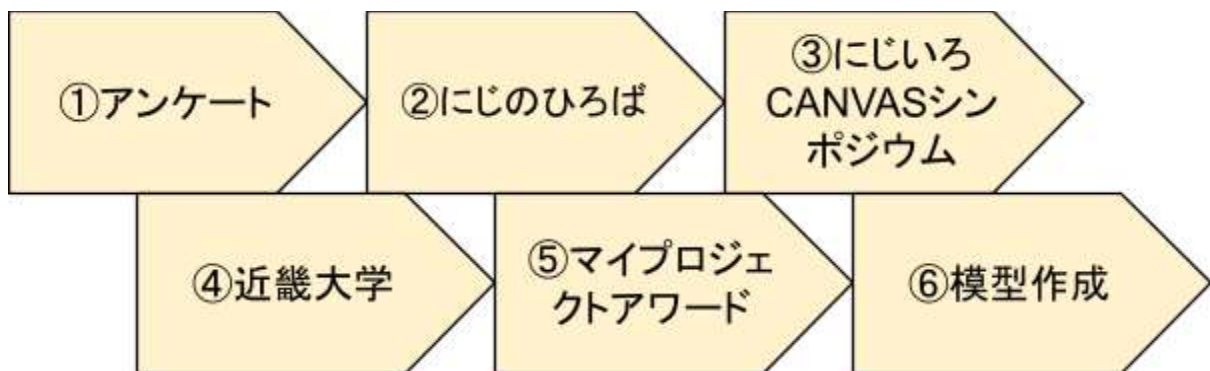 ①アンケート
②にじのひろば
③にじいろ
CANVASシン
ポジウム
④近畿大学
⑤マイプロジェ
クトアワード
⑥模型作成